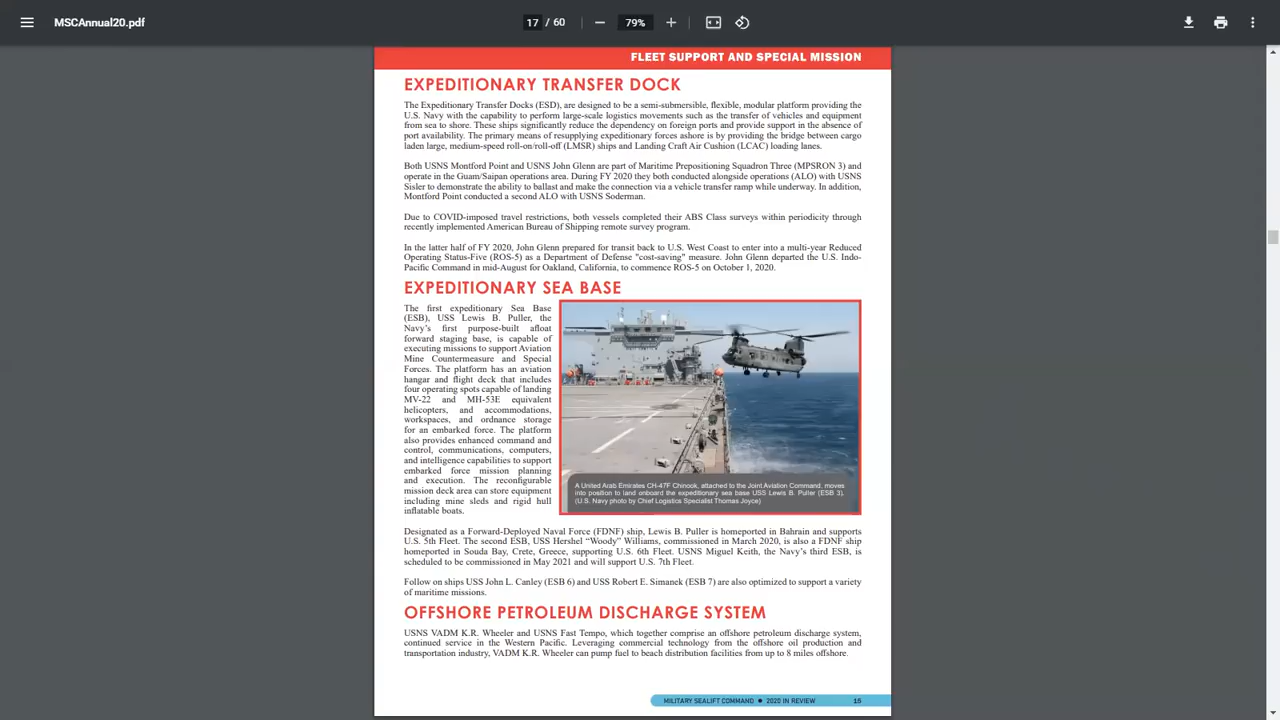 MSCAnnual20.pdf
17 / 60
79%
FLEET SUPPORT AND SPECIAL MISSION
EXPEDITIONARY TRANSFER DOCK
The Expeditionary Transfer Docks (ESD), are designed to be a semi-submersible, flexible, modular platform providing the
U.S. Navy with the capability to perform large-scale logistics movements such as the transfer of vehicles and equipment
from sea to shore. These ships significantly reduce the dependency on foreign ports and provide support in the absence of
port availability. The primary means of resupplying expeditionary forces ashore is by providing the bridge between cargo
laden large, medium-speed roll-on/roll-off (LMSR) ships and Landing Craft Air Cushion (LCAC) loading lanes.
Both USNS Montford Point and USNS John Glenn are part of Maritime Prepositioning Squadron Three (MPSRON 3) and
operate in the Guam/Saipan operations area. During FY 2020 they both conducted alongside operations (ALO) with USNS
Sisler to demonstrate the ability to ballast and make the connection via a vehicle transfer ramp while underway. In addition,
Montford Point conducted a second ALO with USNS Soderman.
Due to COVID-imposed travel restrictions, both vessels completed their ABS Class surveys within periodicity through
recently implemented American Bureau of Shipping remote survey program.
In the latter half of FY 2020, John Glenn prepared for transit back to U.S. West Coast to enter into a multi-year Reduced
Operating Status-Five (ROS-5) as a Department of Defense "cost-saving" measure. John Glenn departed the U.S. Indo-
Pacific Command in mid-August for Oakland, California, to commence ROS-5 on October 1, 2020.
EXPEDITIONARY SEA BASE
The first expeditionary Sea Base
(ESB), USS Lewis B. Puller, the
Navy's first purpose-built afloat
forward staging base, is capable of
executing missions to support Aviation
Mine Countermeasure and Special
Forces. The platform has an aviation
hangar and flight deck that includes
four operating spots capable of landing
MV-22 and MH-53E equivalent
helicopters, and accommodations,
workspaces, and ordnance storage
for an embarked force. The platform
also provides enhanced command and
control, communications, computers,
and intelligence capabilities to support
embarked force mission planning
and execution. The reconfigurable
mission deck area can store equipment
including mine sleds and rigid hull
inflatable boats.
A United Arab Emirates CH-47F Chinook, attached to the Joint Aviation Command, moves
into position to land onboard the expeditionary sea base USS Lewis B. Puller (ESB 3).
(U.S. Navy photo by Chief Logistics Specialist Thomas Joyce)
Designated as a Forward-Deployed Naval Force (FDNF) ship, Lewis B. Puller is homeported in Bahrain and supports
U.S. 5th Fleet. The second ESB, USS Hershel “Woody” Williams, commissioned in March 2020, is also a FDNF ship
homeported in Souda Bay, Crete, Greece, supporting U.S. 6th Fleet. USNS Miguel Keith, the Navy's third ESB, is
scheduled to be commissioned in May 2021 and will support U.S. 7th Fleet.
Follow on ships USS John L. Canley (ESB 6) and USS Robert E. Simanek (ESB 7) are also optimized to support a variety
of maritime missions.
OFFSHORE PETROLEUM DISCHARGE SYSTEM
USNS VADM K.R. Wheeler and USNS Fast Tempo, which together comprise an offshore petroleum discharge system,
continued service in the Western Pacific. Leveraging commercial technology from the offshore oil production and
transportation industry, VADM K.R. Wheeler can pump fuel to beach distribution facilities from up to 8 miles offshore.
MILITARY SEALIFT COMMAND ● 2020 IN REVIEW 15